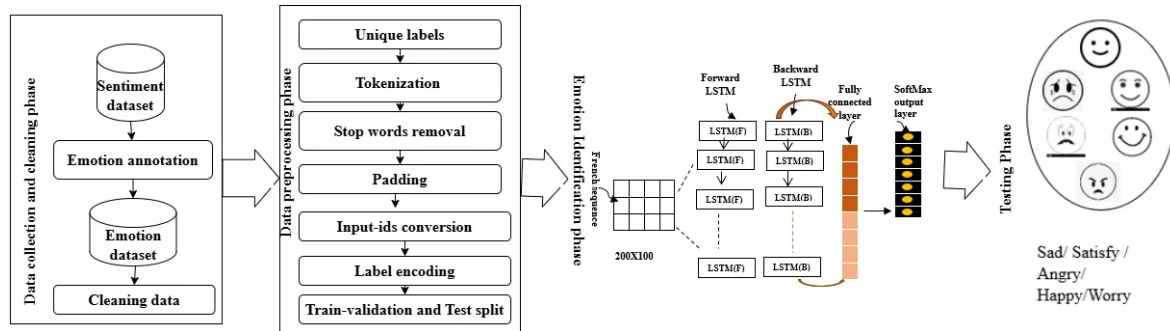 Data collection and cleaning phase
Sentiment
dataset
Emotion annotation
Emotion
dataset
Cleaning data
Data preprocessing phase
Unique labels
Tokenization
Stop words removal
Padding
Input-ids conversion
Label encoding
Train-validation and Test split
Emotion Identification phase
French sequence
200X100
Forward
LSTM
Backward
LSTM
LSTM(F)
LSTM(B)
LSTM(F)
LSTM(B)
LSTM(F)
LSTM(B)
LSTM(F)
LSTM(B)
Fully
connected
layer
SoftMax
output
layer
Testing Phase
Sad/ Satisfy /
Angry/
Happy/Worry